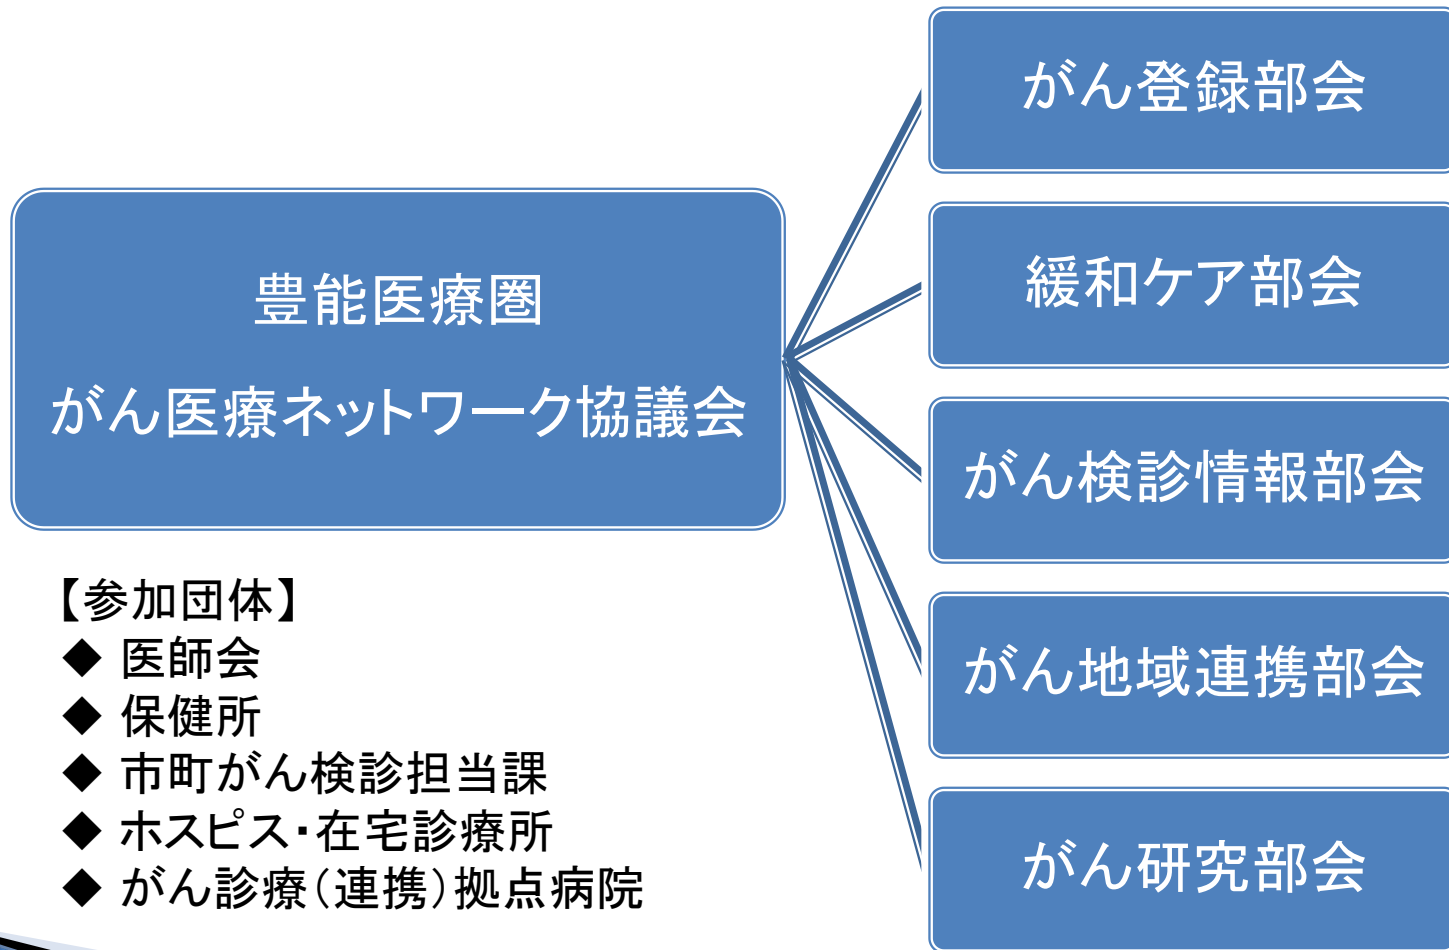 豊能医療圏
がん医療ネットワーク協議会
【参加団体】
◆ 医師会
◆ 保健所
◆ 市町がん検診担当課
◆ ホスピス・在宅診療所
◆ がん診療（連携）拠点病院
がん登録部会
緩和ケア部会
がん検診情報部会
がん地域連携部会
がん研究部会